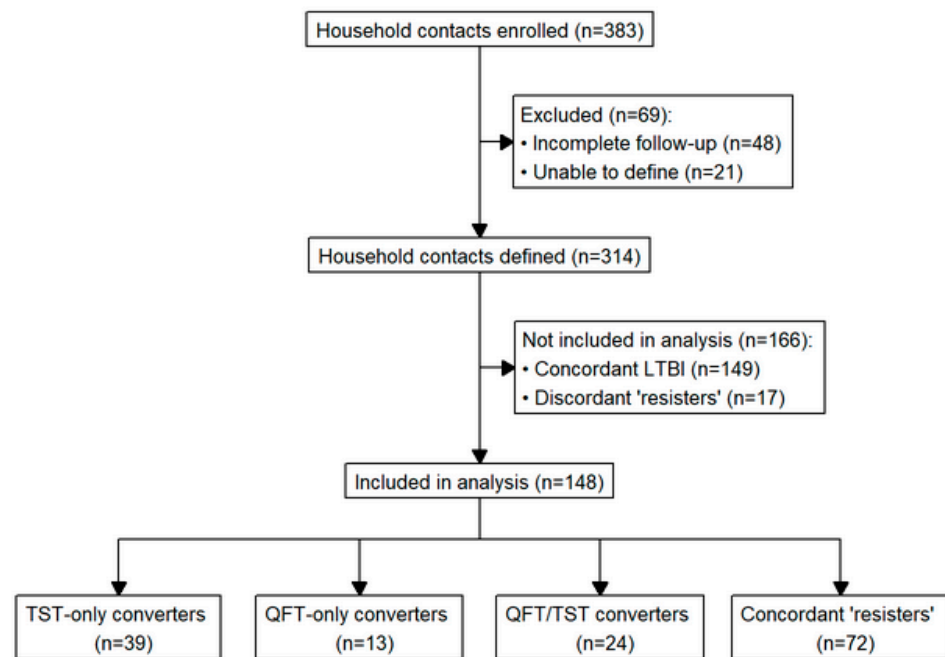 Household contacts enrolled (n=383)
Excluded (n=69):
• Incomplete follow-up (n=48)
• Unable to define (n=21)
Household contacts defined (n=314)
Not included in analysis (n=166):
• Concordant LTBI (n=149)
• Discordant 'resisters' (n=17)
Included in analysis (n=148)
TST-only converters
(n=39)
QFT-only converters
(n=13)
QFT/TST converters
(n=24)
Concordant 'resisters'
(n=72)